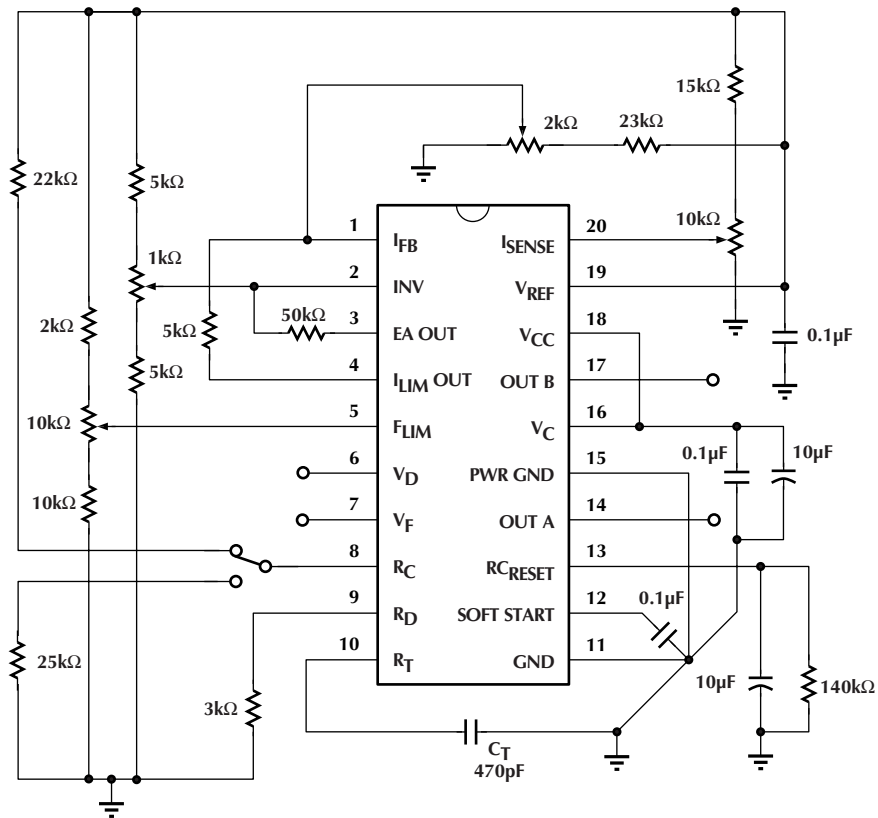 15kΩ
2kΩ
23kΩ
22kΩ
5kΩ
10kΩ
1 I_FB
I_SENSE 20
1kΩ
2 INV
V_REF 19
2kΩ
50kΩ
3 EA OUT
V_CC 18
0.1µF
5kΩ
5kΩ
4 I_LIM OUT
OUT B 17
10kΩ
5 F_LIM
V_C 16
0.1µF
10µF
6 V_D
PWR GND 15
10kΩ
7 V_F
OUT A 14
8 R_C
RC_RESET 13
9 R_D
SOFT START 12
0.1µF
10 R_T
GND 11
25kΩ
3kΩ
10µF
140kΩ
C_T
470pF